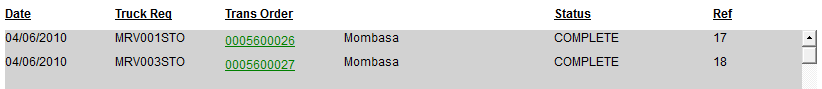 Date Truck Req Trans Order Status Ref
04/06/2010 MRV001STO 0005600026 Mombasa COMPLETE 17
04/06/2010 MRV003STO 0005600027 Mombasa COMPLETE 18